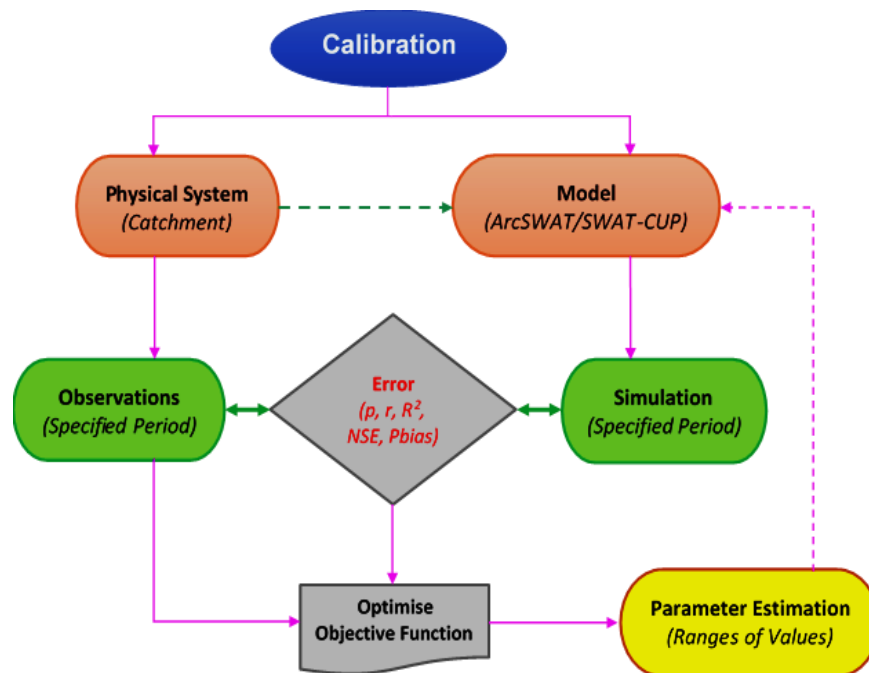 Calibration
Physical System
(Catchment)
Model
(ArcSWAT/SWAT-CUP)
Observations
(Specified Period)
Error
(p, r, R²,
NSE, Pbias)
Simulation
(Specified Period)
Optimise
Objective Function
Parameter Estimation
(Ranges of Values)